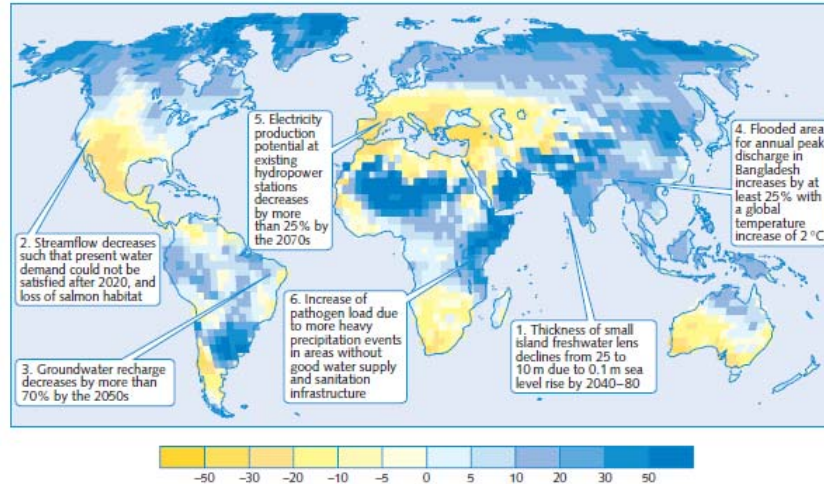 5. Electricity
production
potential at
existing
hydropower
stations
decreases
by more
than 25% by
the 2070s
4. Flooded area
for annual peak
discharge in
Bangladesh
increases by at
least 25% with
a global
temperature
increase of 2 °C
2. Streamflow decreases
such that present water
demand could not be
satisfied after 2020, and
loss of salmon habitat
6. Increase of
pathogen load due
to more heavy
precipitation events
in areas without
good water supply
and sanitation
infrastructure
1. Thickness of small
island freshwater lens
declines from 25 to
10 m due to 0.1 m sea
level rise by 2040–80
3. Groundwater recharge
decreases by more than
70% by the 2050s
–50 –30 –20 –10 –5 0 5 10 20 30 50